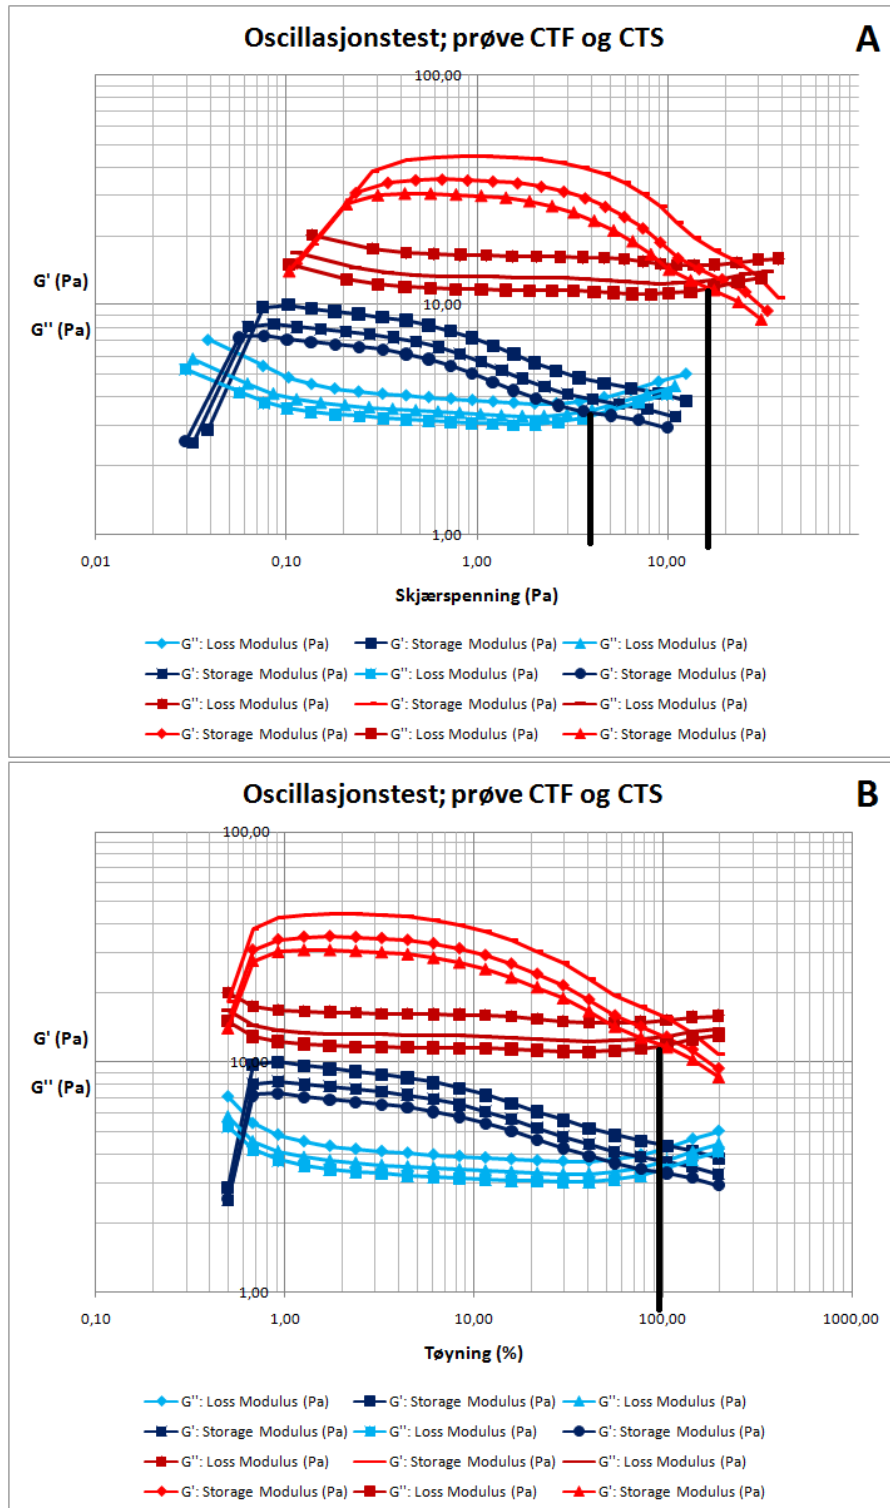 Oscillasjonstest; prøve CTF og CTS
A
100,00
G' (Pa)
10,00
G'' (Pa)
1,00
0,01 0,10 1,00 10,00
Skjærspenning (Pa)
G'': Loss Modulus (Pa) G': Storage Modulus (Pa) G'': Loss Modulus (Pa)
G': Storage Modulus (Pa) G'': Loss Modulus (Pa) G': Storage Modulus (Pa)
G'': Loss Modulus (Pa) G': Storage Modulus (Pa) G'': Loss Modulus (Pa)
G': Storage Modulus (Pa) G'': Loss Modulus (Pa) G': Storage Modulus (Pa)
Oscillasjonstest; prøve CTF og CTS
B
100,00
G' (Pa)
10,00
G'' (Pa)
1,00
0,10 1,00 10,00 100,00 1000,00
Tøyning (%)
G'': Loss Modulus (Pa) G': Storage Modulus (Pa) G'': Loss Modulus (Pa)
G': Storage Modulus (Pa) G'': Loss Modulus (Pa) G': Storage Modulus (Pa)
G'': Loss Modulus (Pa) G': Storage Modulus (Pa) G'': Loss Modulus (Pa)
G': Storage Modulus (Pa) G'': Loss Modulus (Pa) G': Storage Modulus (Pa)